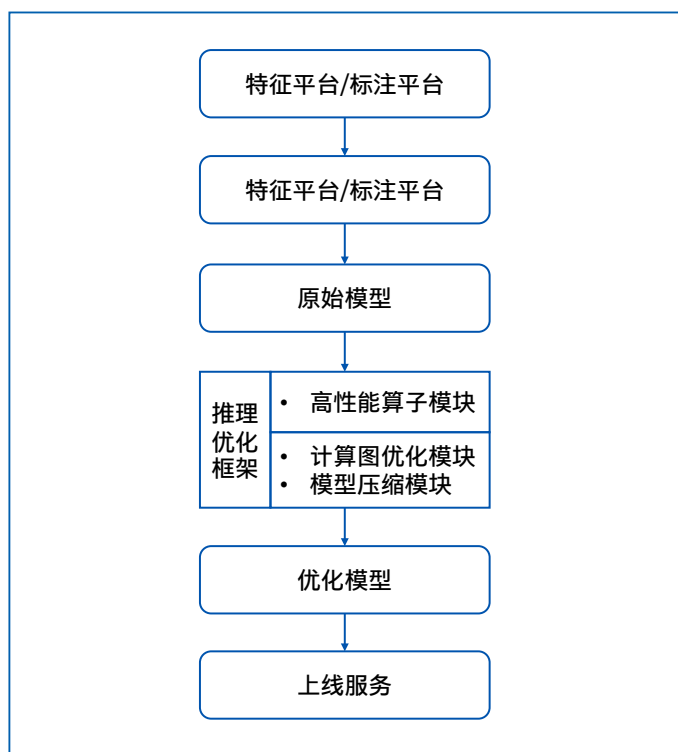 特征平台/标注平台
特征平台/标注平台
原始模型
推理
优化
框架
• 高性能算子模块
• 计算图优化模块
• 模型压缩模块
优化模型
上线服务